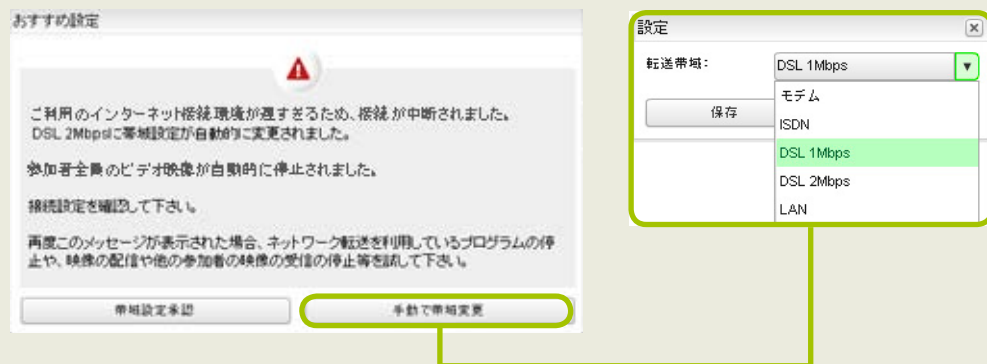 おすすめ設定
ご利用のインターネット接続環境が遅すぎるため、接続が中断されました。
DSL 2Mbpsに帯域設定が自動的に変更されました。
参加者全員のビデオ映像が自動的に停止されました。
接続設定を確認して下さい。
再度このメッセージが表示された場合、ネットワーク転送を利用しているプログラムの停
止や、映像の配信や他の参加者の映像の受信の停止等を試して下さい。
帯域設定承認
手動で帯域変更
設定
転送帯域:
DSL 1Mbps
保存
モデム
ISDN
DSL 1Mbps
DSL 2Mbps
LAN